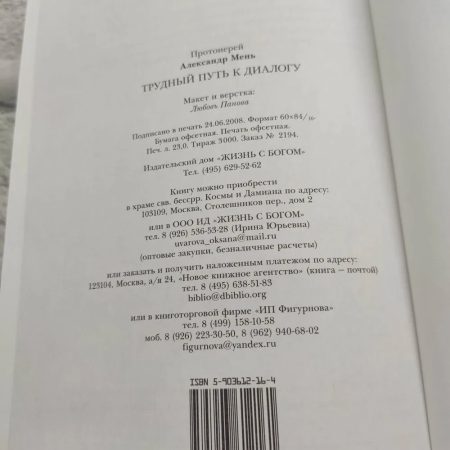 Протоиерей
Александр Мень
ТРУДНЫЙ ПУТЬ К ДИАЛОГУ
Макет и верстка:
Любовь Панова
Подписано в печать 24.06.2008. Формат 60×84/16.
Бумага офсетная. Печать офсетная.
Печ. л. 23,0. Тираж 3000. Заказ № 2194.
Издательский дом «ЖИЗНЬ С БОГОМ»
Тел. (495) 629-52-62
Книгу можно приобрести
в храме свв. бессрр. Космы и Дамиана по адресу:
103109, Москва, Столешников пер., дом 2
или в ООО ИД «ЖИЗНЬ С БОГОМ»
тел. 8 (926) 536-53-28 (Ирина Юрьевна)
uvarova_oksana@mail.ru
(оптовые закупки, безналичные расчеты)
или заказать и получить наложенным платежом по адресу:
125104, Москва, а/я 24, «Новое книжное агентство» (книга – почтой)
тел. 8 (495) 638-51-83
biblio@dbiblio.org
или в книготорговой фирме «ИП Фигурнова»
тел. 8 (499) 158-10-58
моб. 8 (926) 223-30-50, 8 (962) 940-68-02
figurnova@yandex.ru
ISBN 5-903612-16-4